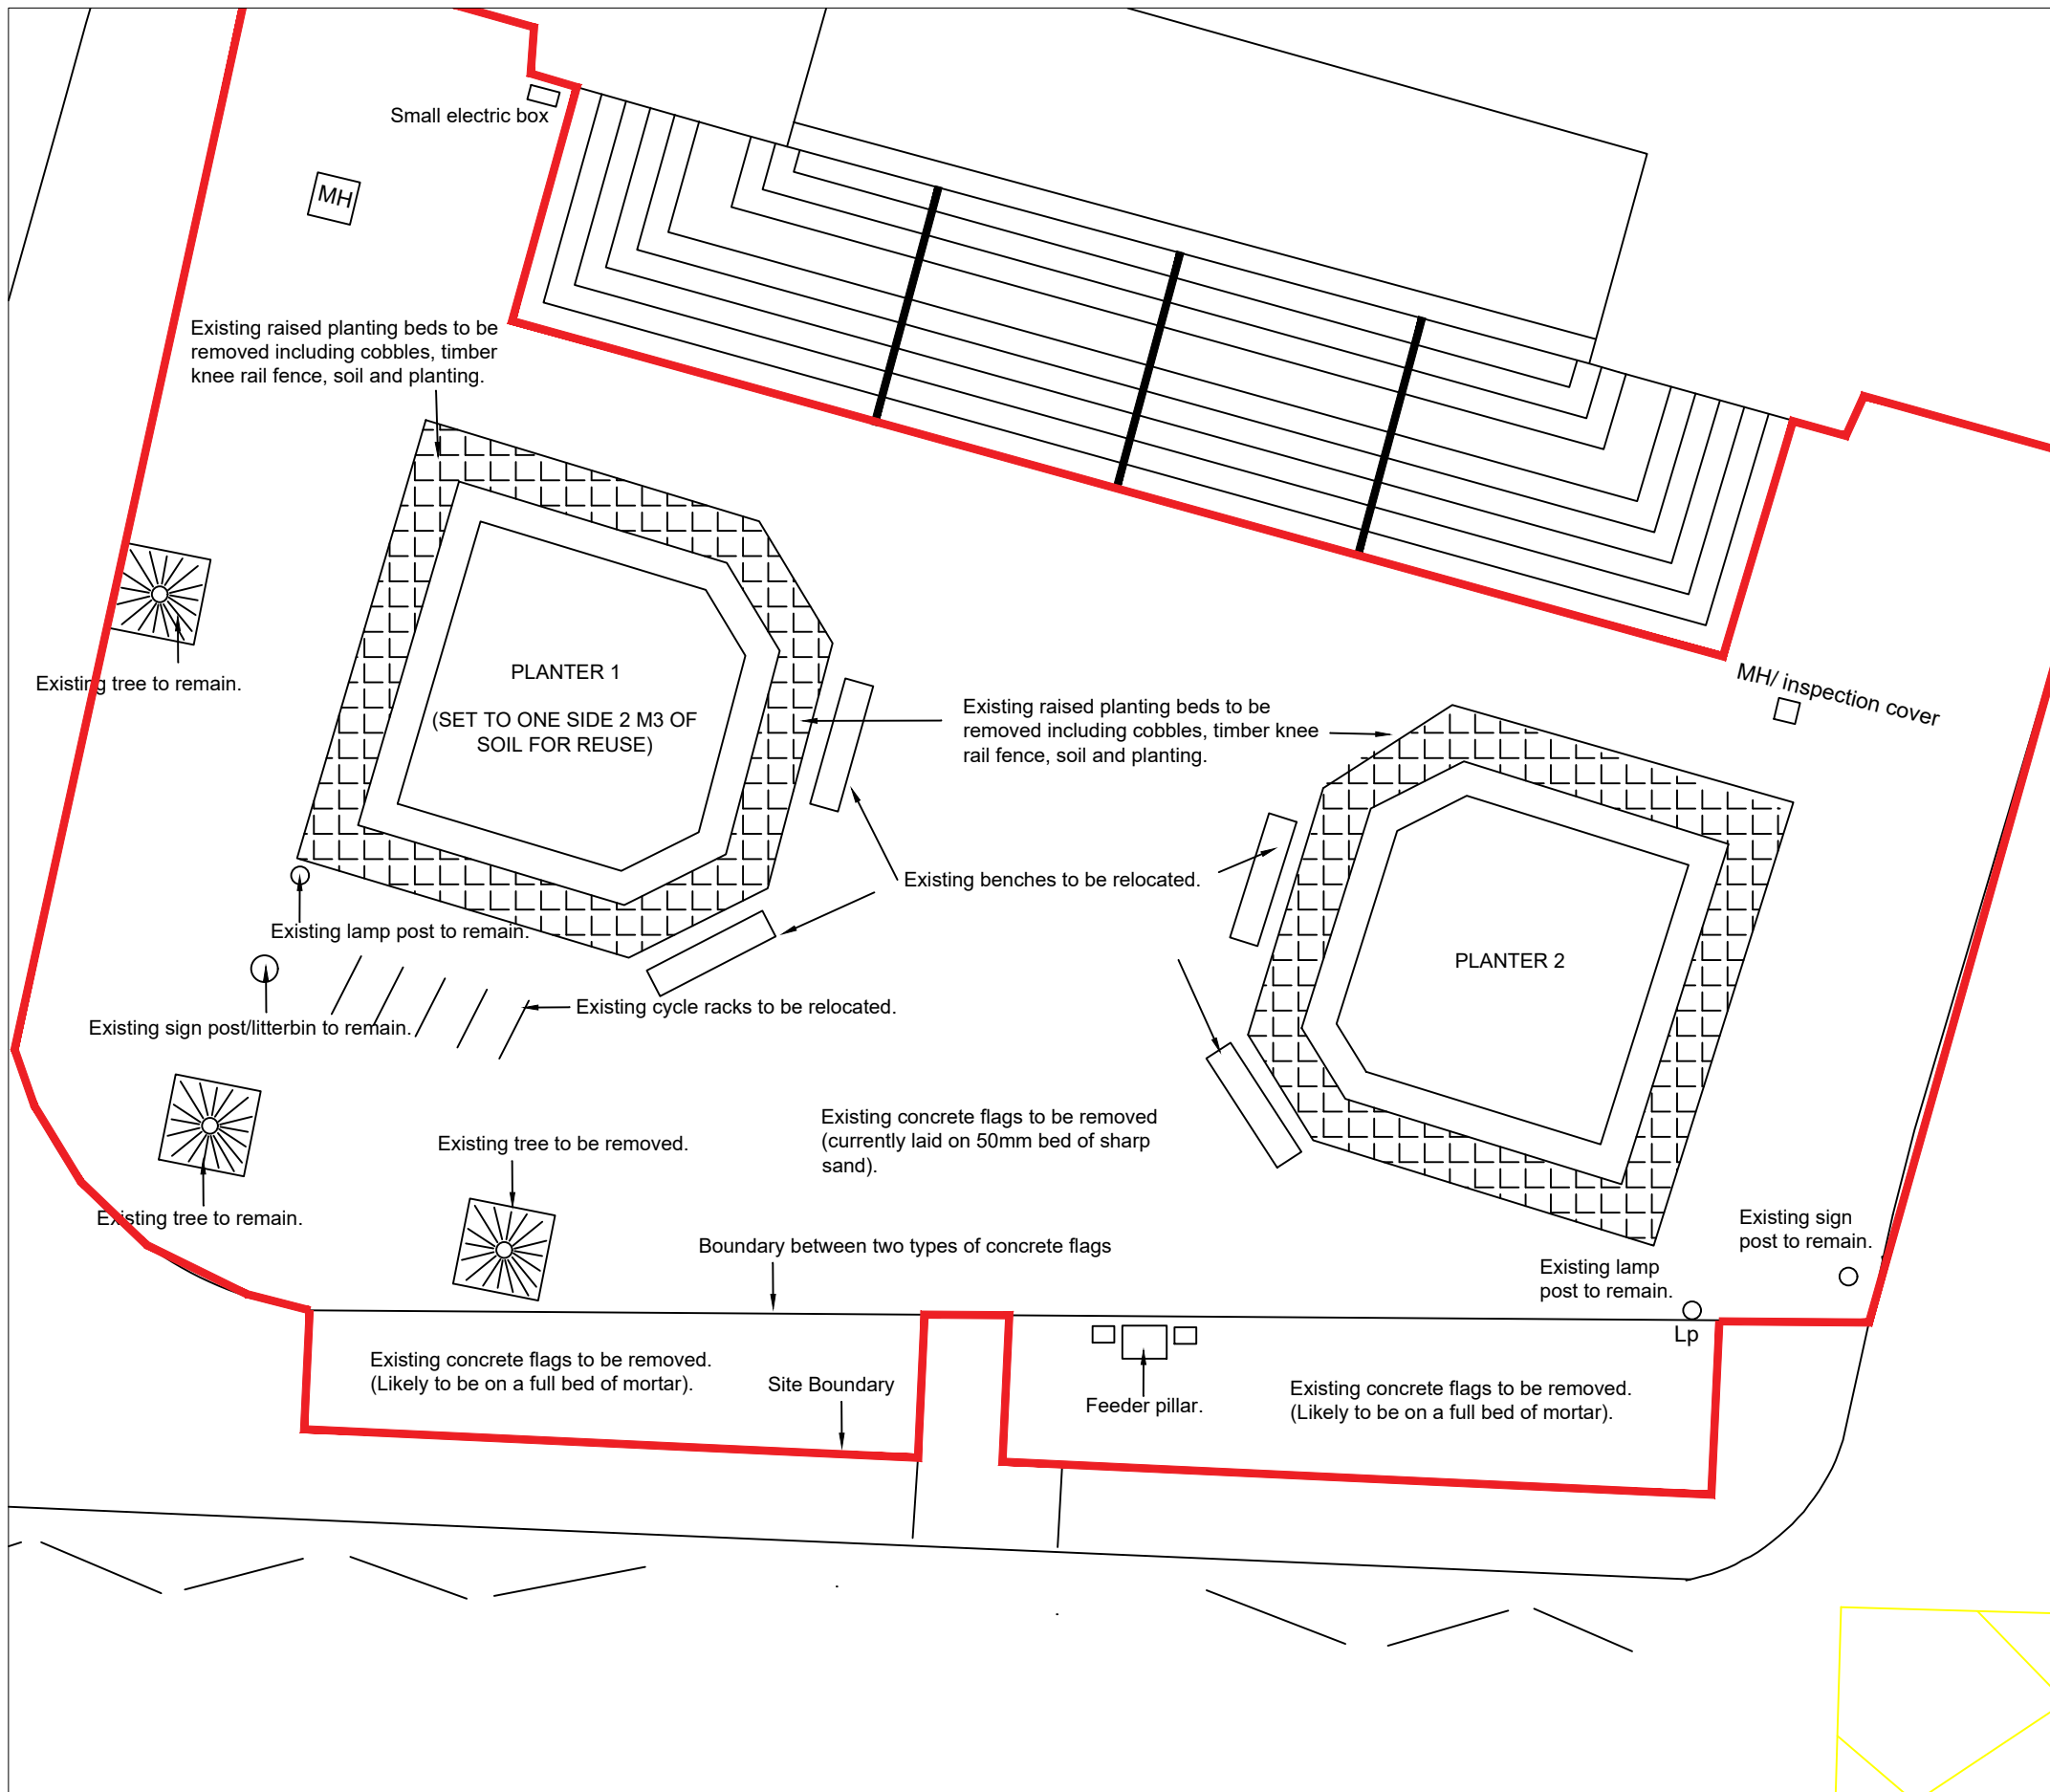 Small electric box
MH
Existing raised planting beds to be
removed including cobbles, timber
knee rail fence, soil and planting.
Existing tree to remain.
PLANTER 1
(SET TO ONE SIDE 2 M3 OF
SOIL FOR REUSE)
Existing raised planting beds to be
removed including cobbles, timber knee
rail fence, soil and planting.
MH/ inspection cover
Existing benches to be relocated.
Existing lamp post to remain.
PLANTER 2
Existing cycle racks to be relocated.
Existing sign post/litterbin to remain.
Existing concrete flags to be removed
(currently laid on 50mm bed of sharp
sand).
Existing tree to be removed.
Existing tree to remain.
Existing sign
post to remain.
Boundary between two types of concrete flags
Existing lamp
post to remain.
Lp
Existing concrete flags to be removed.
(Likely to be on a full bed of mortar).
Site Boundary
Feeder pillar.
Existing concrete flags to be removed.
(Likely to be on a full bed of mortar).